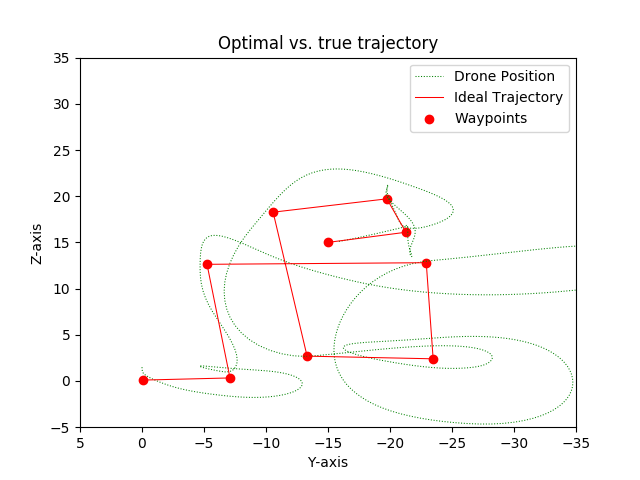 Optimal vs. true trajectory
Drone Position
Ideal Trajectory
Waypoints
35
30
25
20
15
10
5
0
−5
Z-axis
5 0 −5 −10 −15 −20 −25 −30 −35
Y-axis